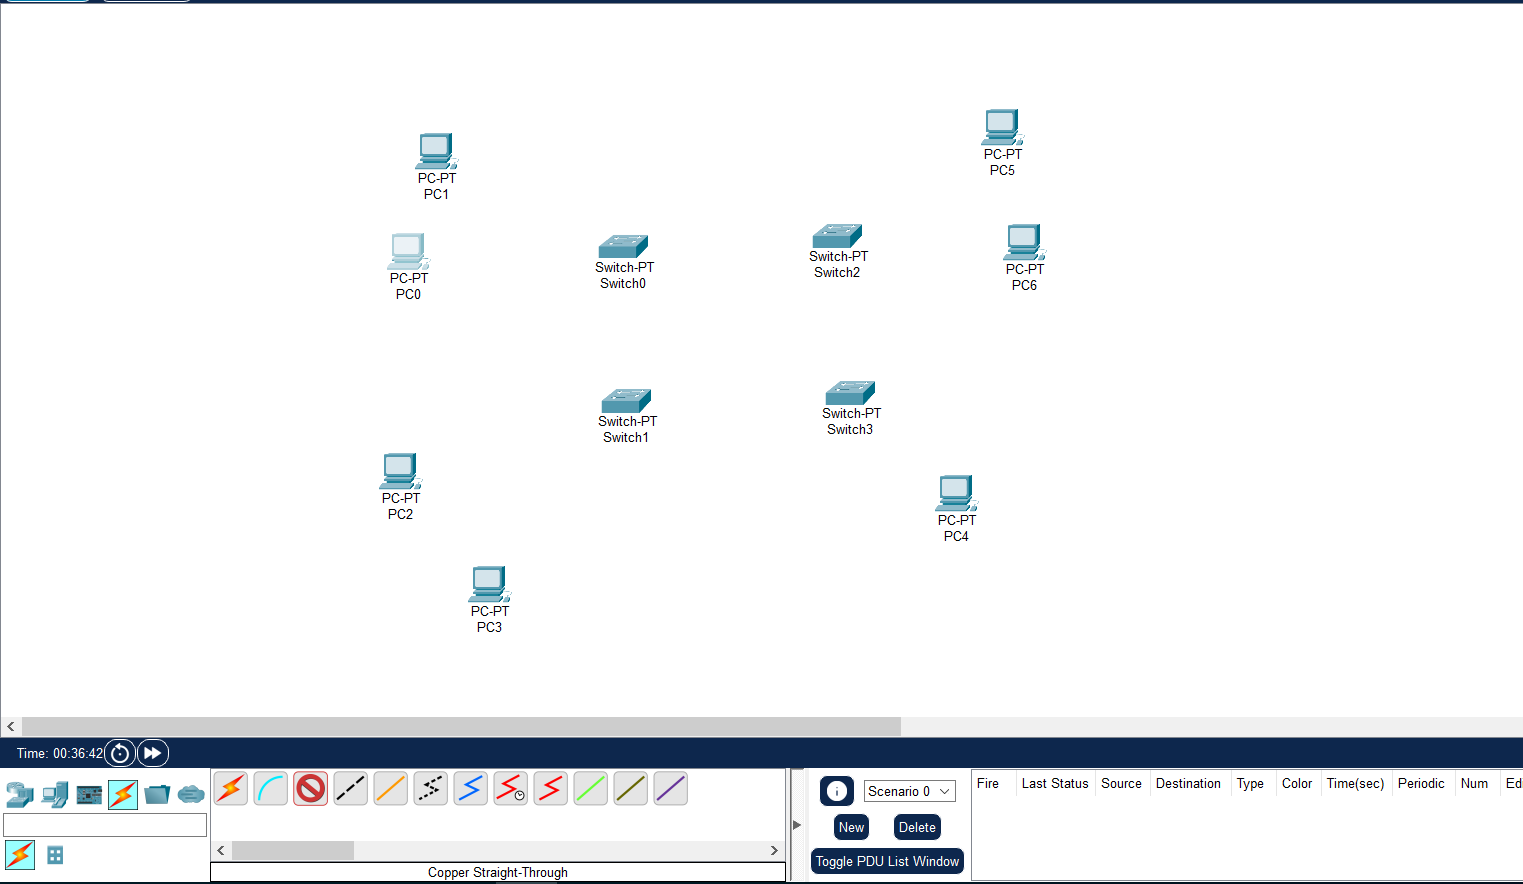 PC-PT
PC5
PC-PT
PC1
PC-PT
PC0
Switch-PT
Switch0
Switch-PT
Switch2
PC-PT
PC6
Switch-PT
Switch1
Switch-PT
Switch3
PC-PT
PC2
PC-PT
PC4
PC-PT
PC3
Time: 00:36:42
Scenario 0
New
Delete
Toggle PDU List Window
Fire Last Status Source Destination Type Color Time(sec) Periodic Num
Copper Straight-Through